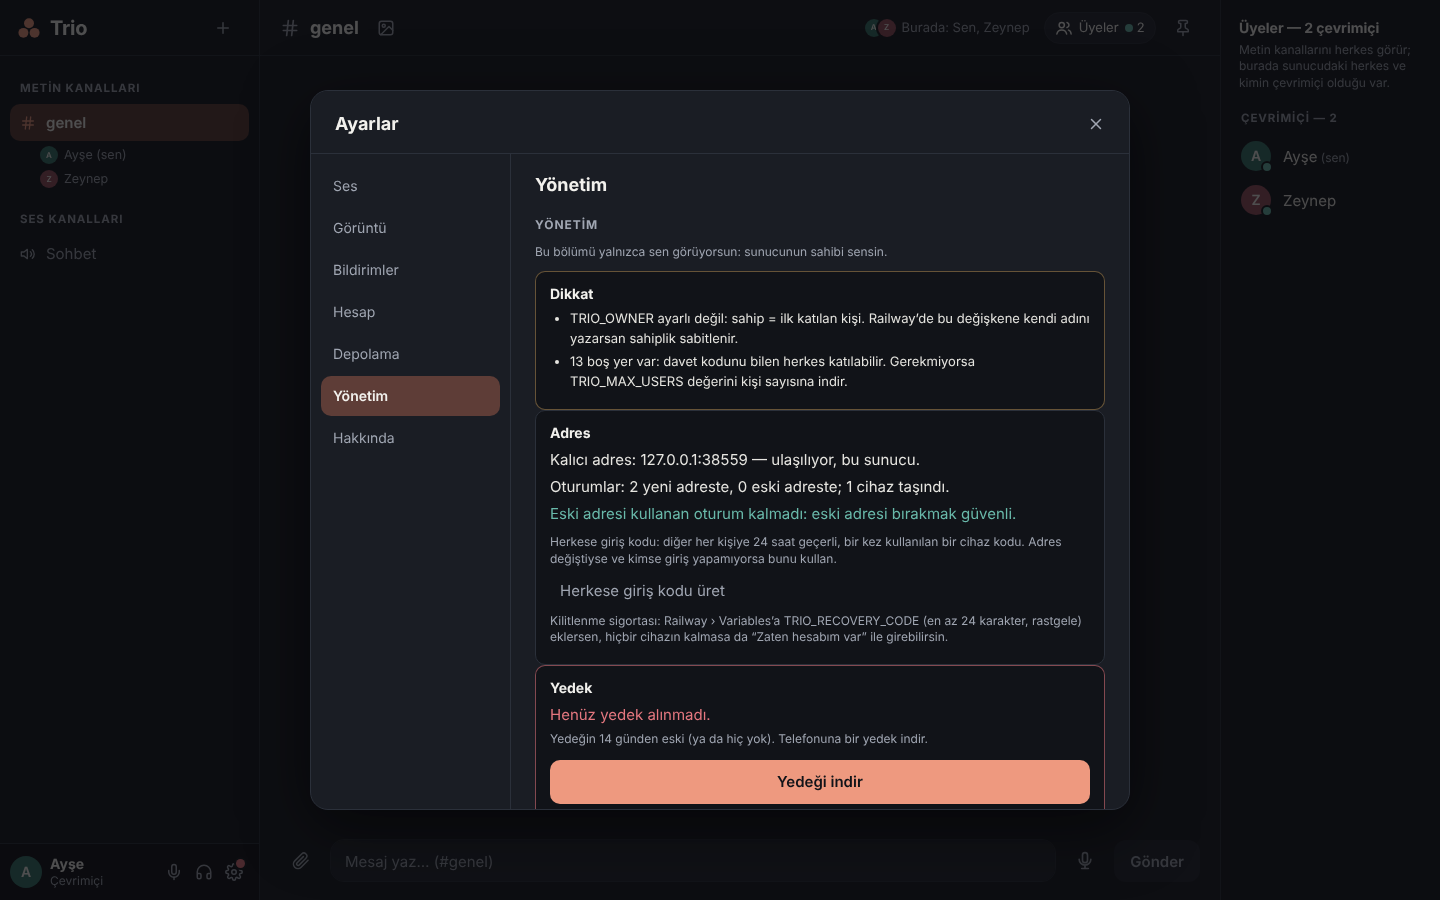 Trio
METİN KANALLARI
genel
A Ayşe (sen)
Z Zeynep
SES KANALLARI
Sohbet
A
Ayşe
Çevrimiçi
# genel
A Z Burada: Sen, Zeynep
Üyeler 2
Ayarlar
Ses
Görüntü
Bildirimler
Hesap
Depolama
Yönetim
Hakkında
Yönetim
YÖNETİM
Bu bölümü yalnızca sen görüyorsun: sunucunun sahibi sensin.
Dikkat
• TRIO_OWNER ayarlı değil: sahip = ilk katılan kişi. Railway’de bu değişkene kendi adını
yazarsan sahiplik sabitlenir.
• 13 boş yer var: davet kodunu bilen herkes katılabilir. Gerekmiyorsa
TRIO_MAX_USERS değerini kişi sayısına indir.
Adres
Kalıcı adres: 127.0.0.1:38559 — ulaşılıyor, bu sunucu.
Oturumlar: 2 yeni adreste, 0 eski adreste; 1 cihaz taşındı.
Eski adresi kullanan oturum kalmadı: eski adresi bırakmak güvenli.
Herkese giriş kodu: diğer her kişiye 24 saat geçerli, bir kez kullanılan bir cihaz kodu. Adres
değiştiyse ve kimse giriş yapamıyorsa bunu kullan.
Herkese giriş kodu üret
Kilitlenme sigortası: Railway › Variables’a TRIO_RECOVERY_CODE (en az 24 karakter, rastgele)
eklersen, hiçbir cihazın kalmasa da “Zaten hesabım var” ile girebilirsin.
Yedek
Henüz yedek alınmadı.
Yedeğin 14 günden eski (ya da hiç yok). Telefonuna bir yedek indir.
Yedeği indir
Mesaj yaz... (#genel)
Gönder
Üyeler — 2 çevrimiçi
Metin kanallarını herkes görür;
burada sunucudaki herkes ve
kimin çevrimiçi olduğu var.
ÇEVRİMİÇİ — 2
A Ayşe (sen)
Z Zeynep